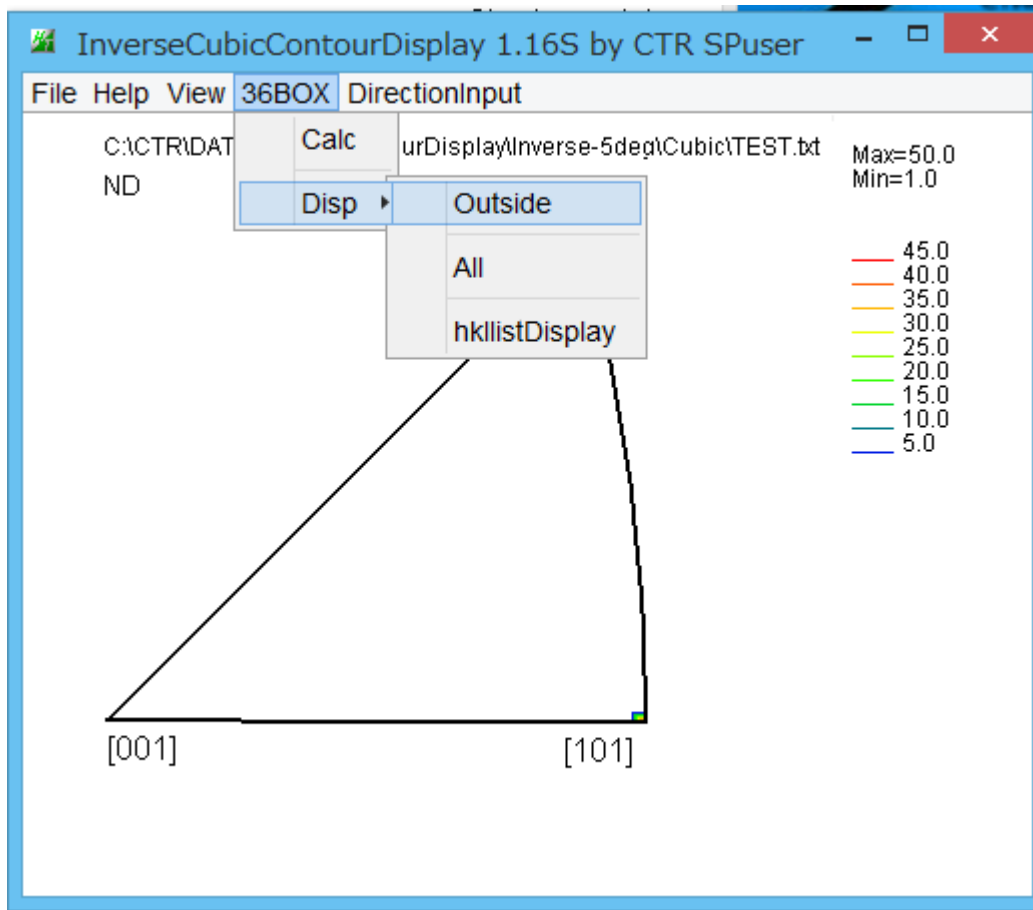 InverseCubicContourDisplay 1.16S by CTR SPuser
File Help View 36BOX DirectionInput
Calc
Disp
Outside
All
hkllistDisplay
C:\CTR\DAT urDisplay\Inverse-5deg\Cubic\TEST.txt
ND
Max=50.0
Min=1.0
45.0
40.0
35.0
30.0
25.0
20.0
15.0
10.0
5.0
[001]
[101]